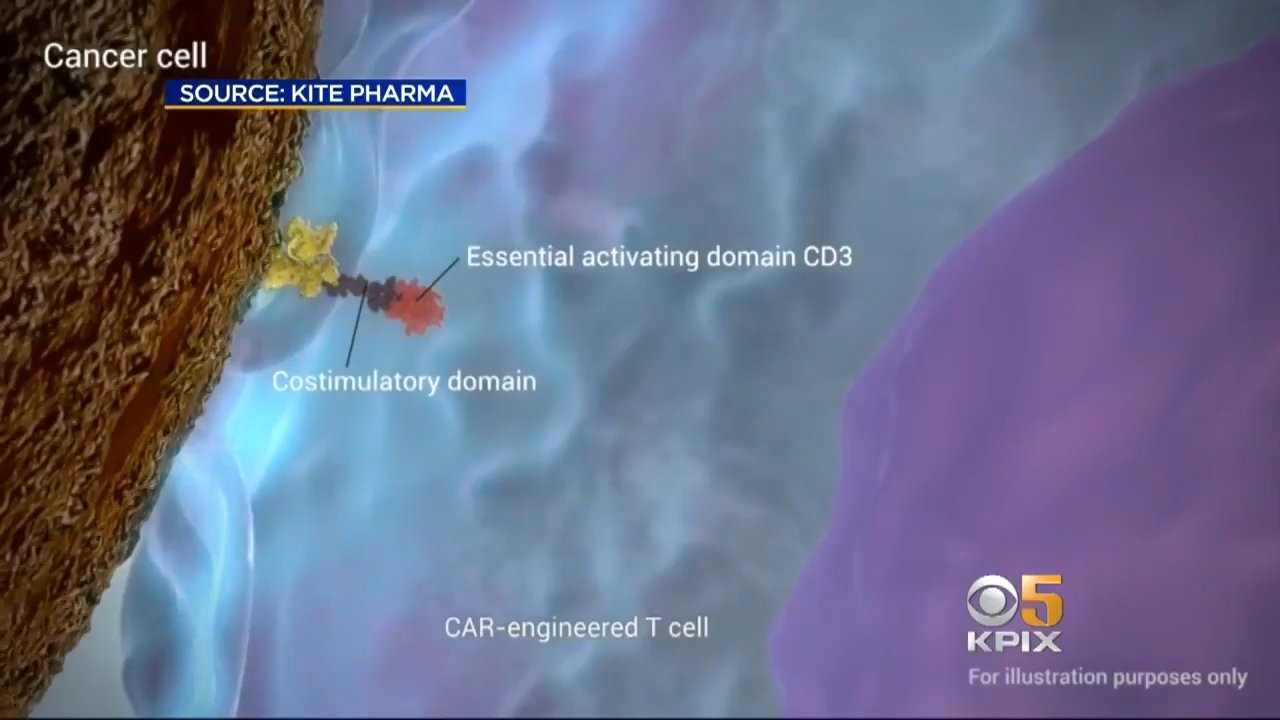 Cancer cell
SOURCE: KITE PHARMA
Essential activating domain CD3
Costimulatory domain
CAR-engineered T cell
5
KPIX
For illustration purposes only